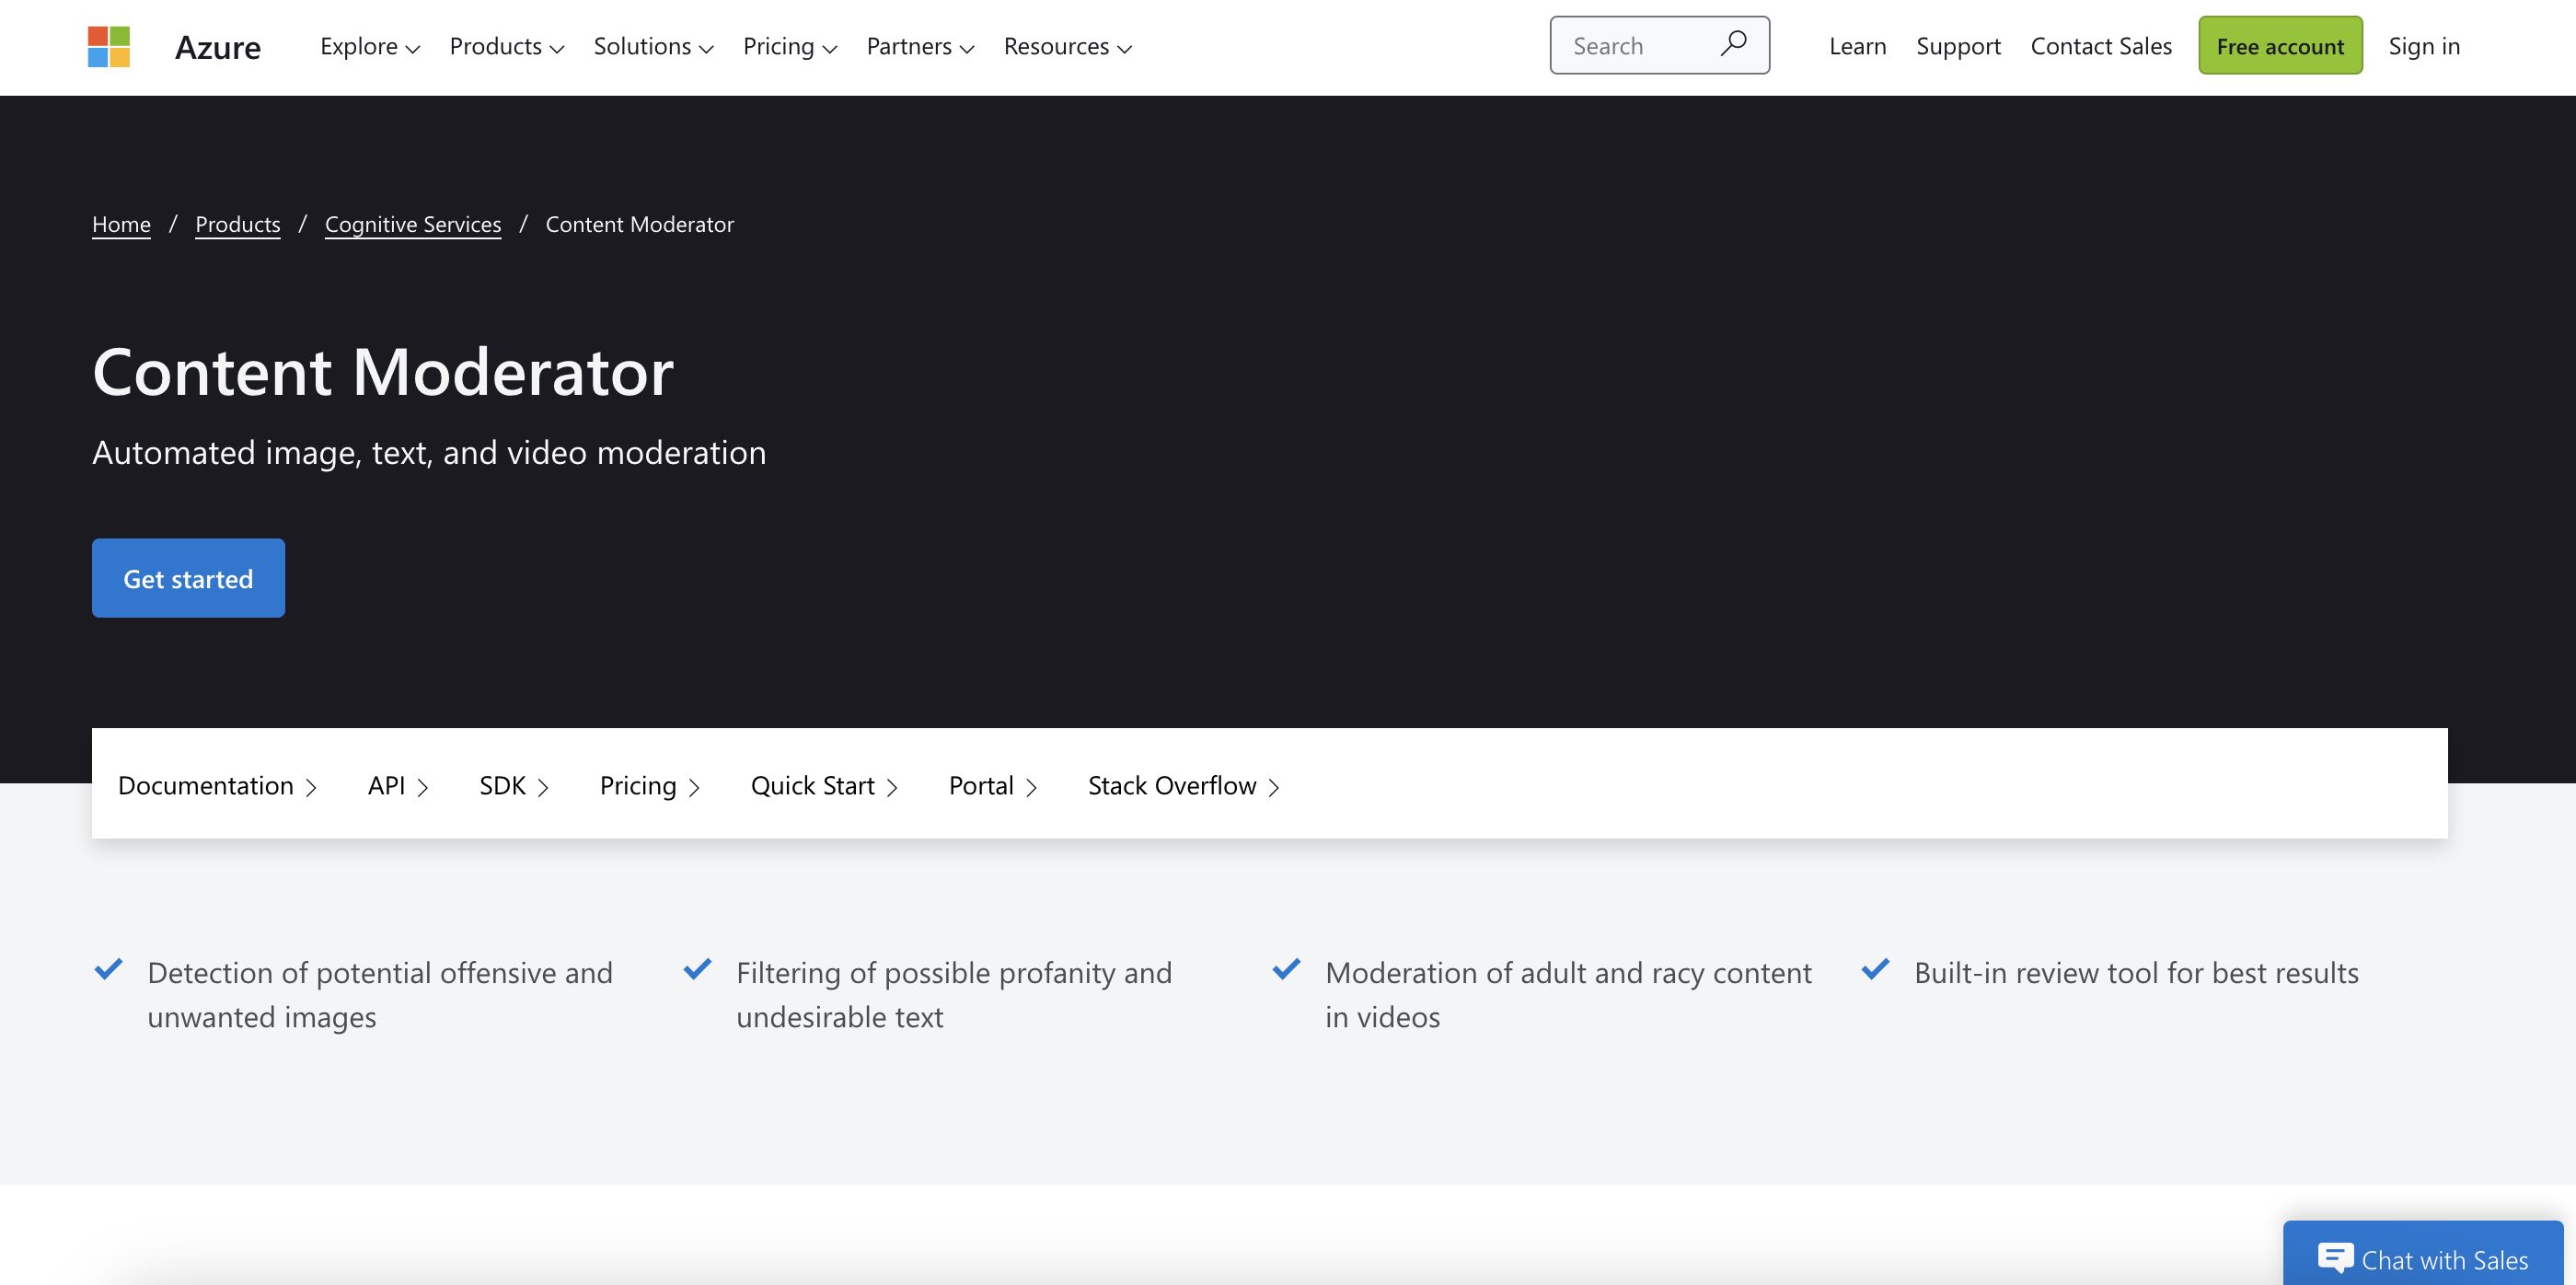 Azure Explore Products Solutions Pricing Partners Resources Search Learn Support Contact Sales Free account Sign in
Home / Products / Cognitive Services / Content Moderator
Content Moderator
Automated image, text, and video moderation
Get started
Documentation API SDK Pricing Quick Start Portal Stack Overflow
Detection of potential offensive and
unwanted images
Filtering of possible profanity and
undesirable text
Moderation of adult and racy content
in videos
Built-in review tool for best results
Chat with Sales